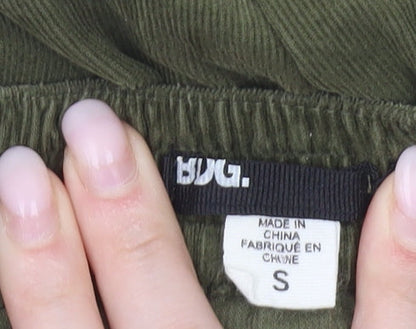 BDG.
MADE IN
CHINA
FABRIQUÉ EN
CHINE
S